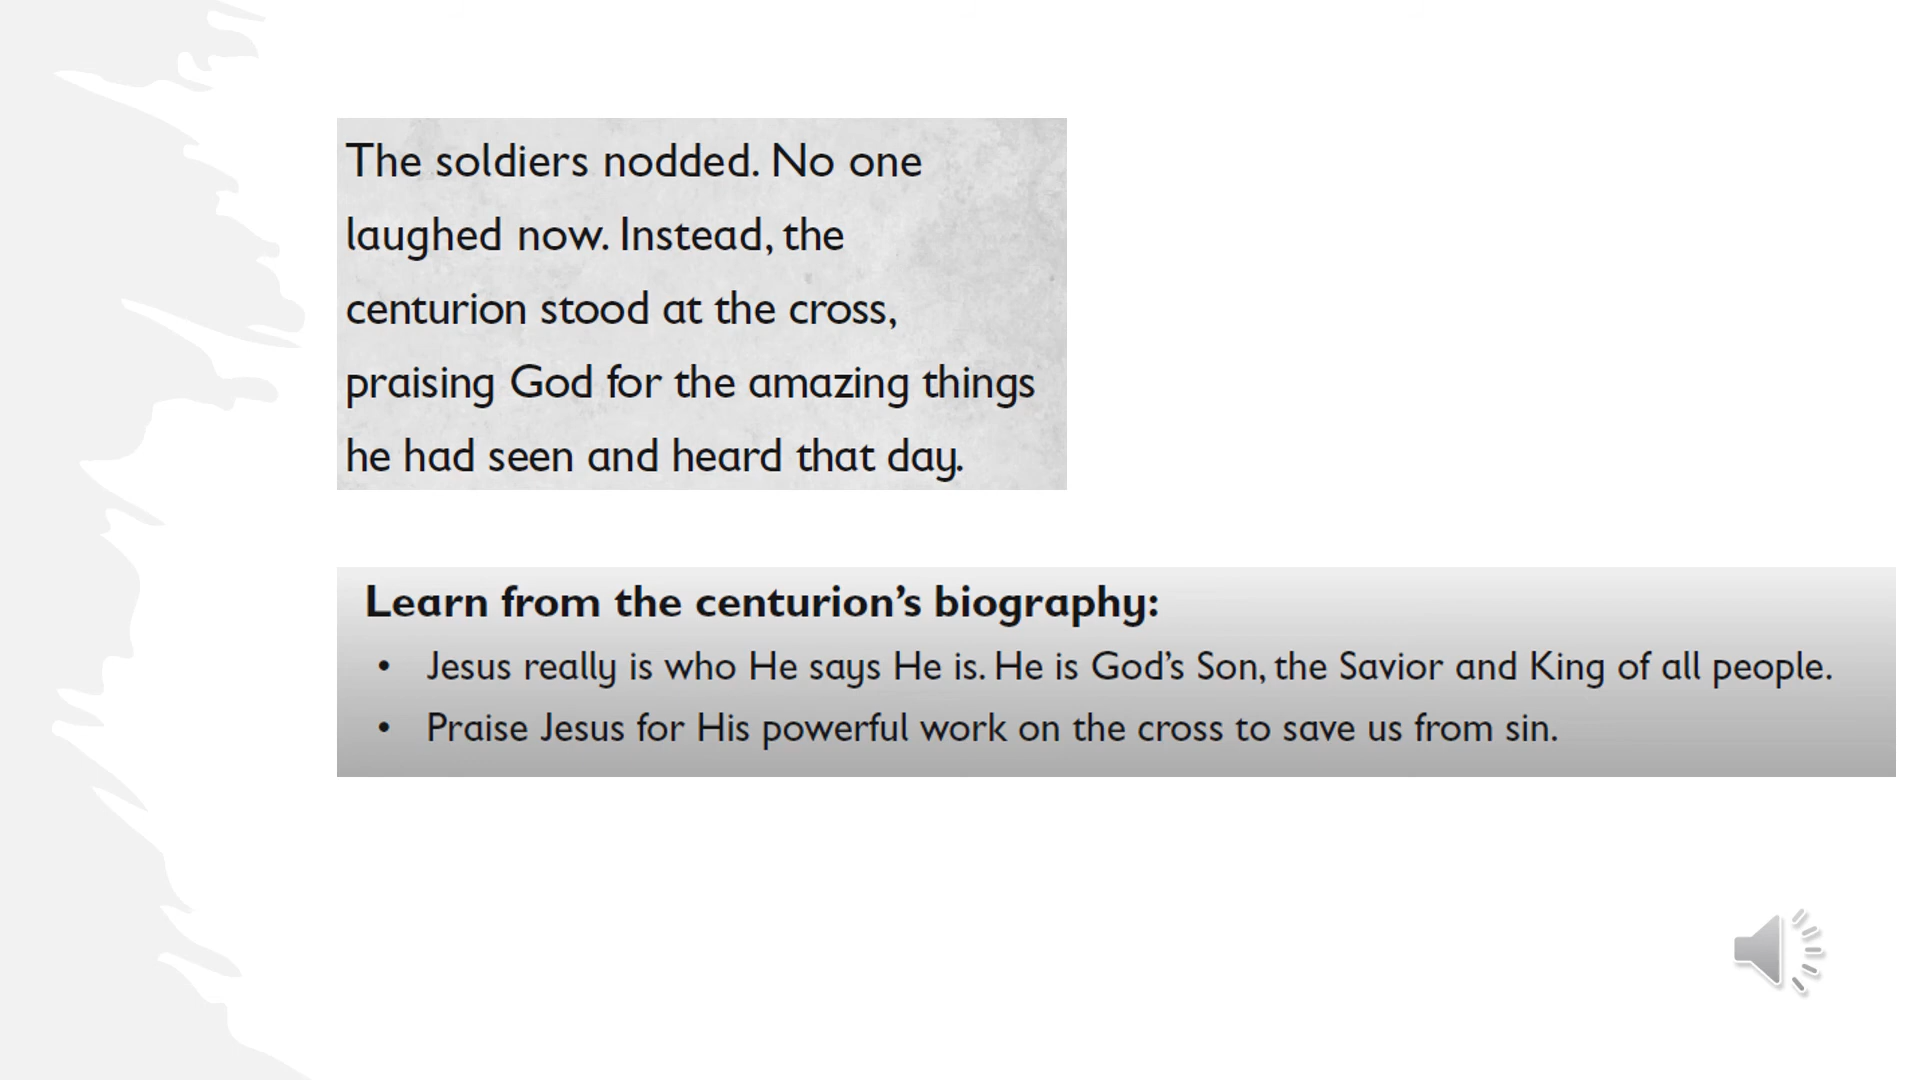 The soldiers nodded. No one
laughed now. Instead, the
centurion stood at the cross,
praising God for the amazing things
he had seen and heard that day.
Learn from the centurion's biography:
• Jesus really is who He says He is. He is God's Son, the Savior and King of all people.
• Praise Jesus for His powerful work on the cross to save us from sin.